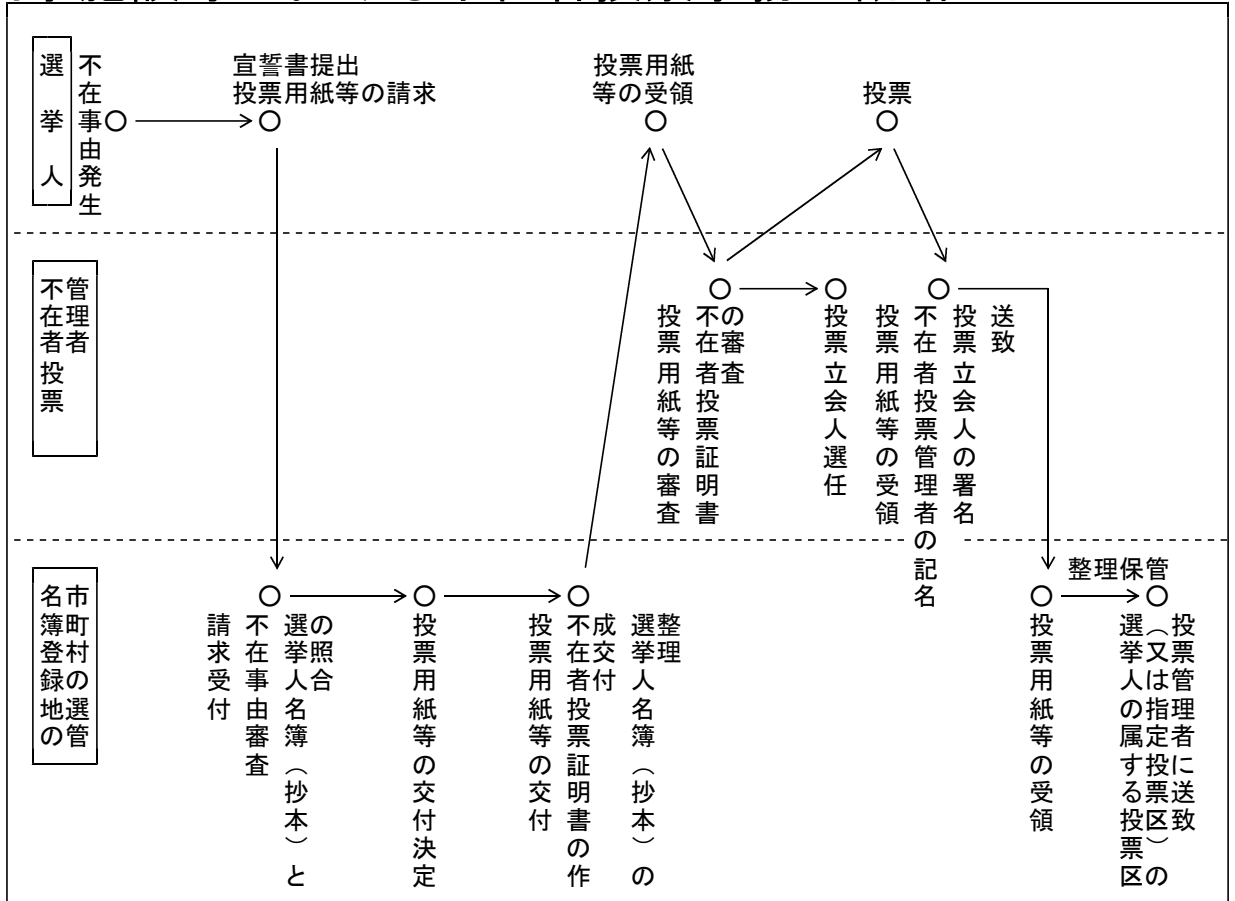 選挙人
不在事由発生
宣誓書提出
投票用紙等の請求
投票用紙
等の受領
投票
不在者投票
管理者
投票用紙等の審査
不在者投票証明書
の審査
投票立会人選任
投票用紙等の受領
不在者投票管理者の記名
投票立会人の署名
送致
名簿登録地の
市町村の選管
請求受付
不在事由審査
選挙人名簿（抄本）と
の照合
投票用紙等の交付決定
投票用紙等の交付
不在者投票証明書の作
成交付
選挙人名簿（抄本）の
整理
投票用紙等の受領
整理保管
選挙人の属する投票区
（又は指定投票区）の
投票管理者に送致